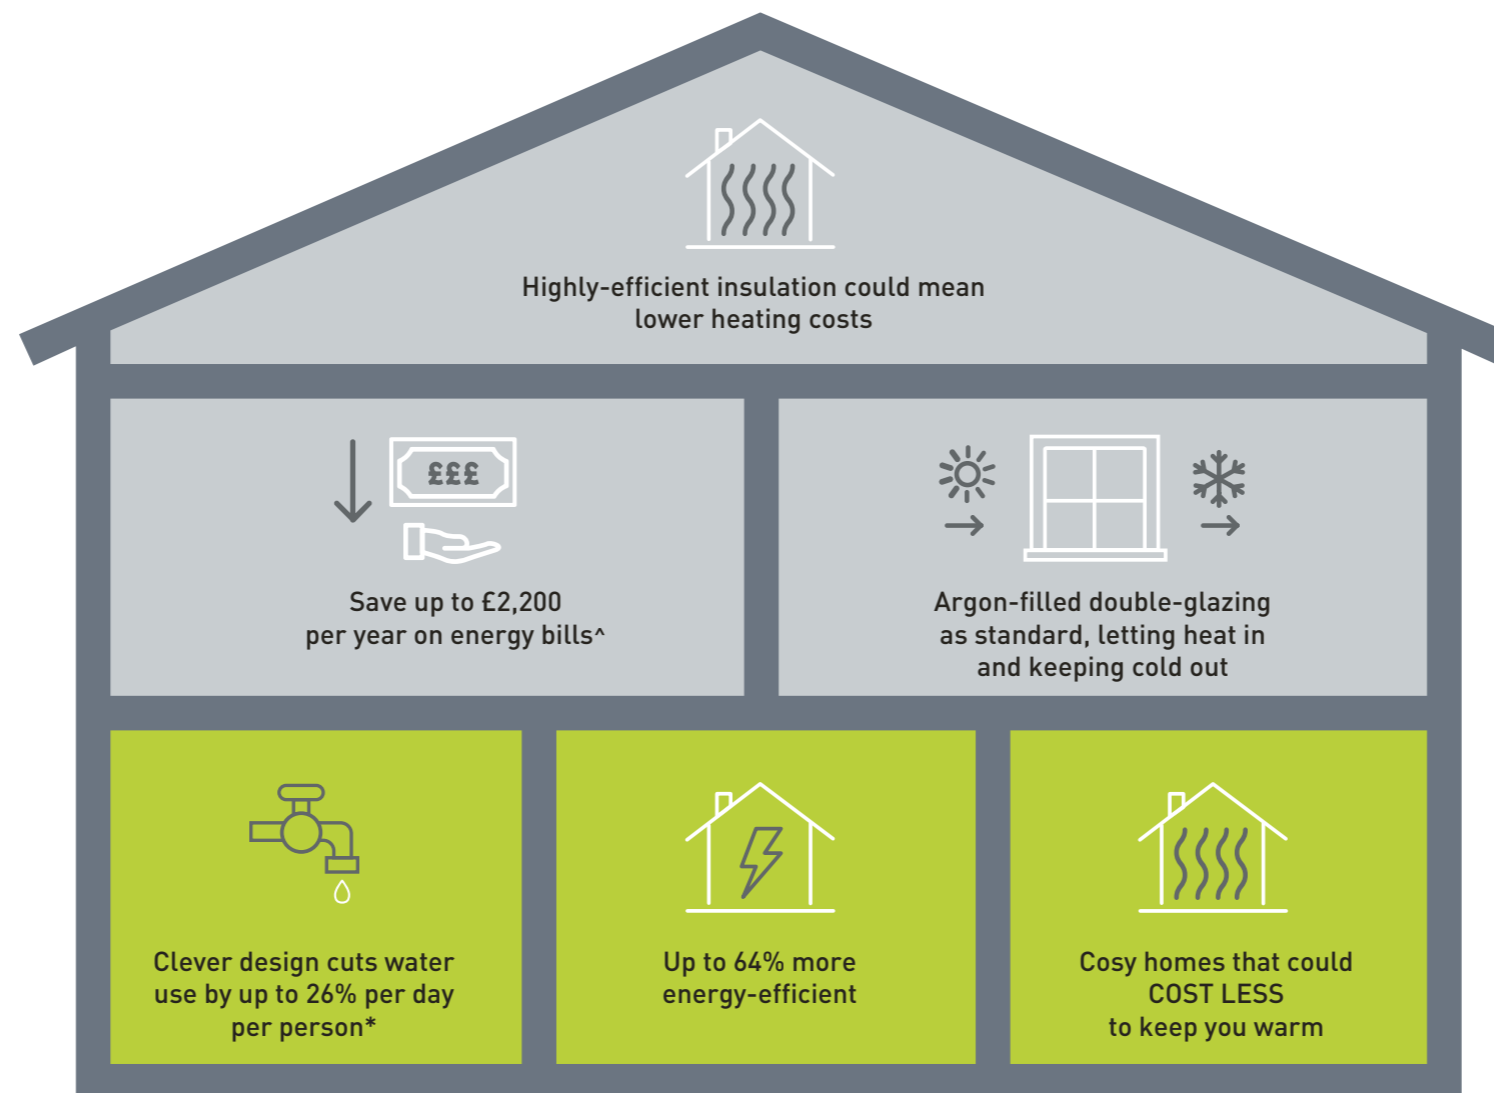 Highly-efficient insulation could mean
lower heating costs
£££
Save up to £2,200
per year on energy bills^
Argon-filled double-glazing
as standard, letting heat in
and keeping cold out
Clever design cuts water
use by up to 26% per day
per person*
Up to 64% more
energy-efficient
Cosy homes that could
COST LESS
to keep you warm